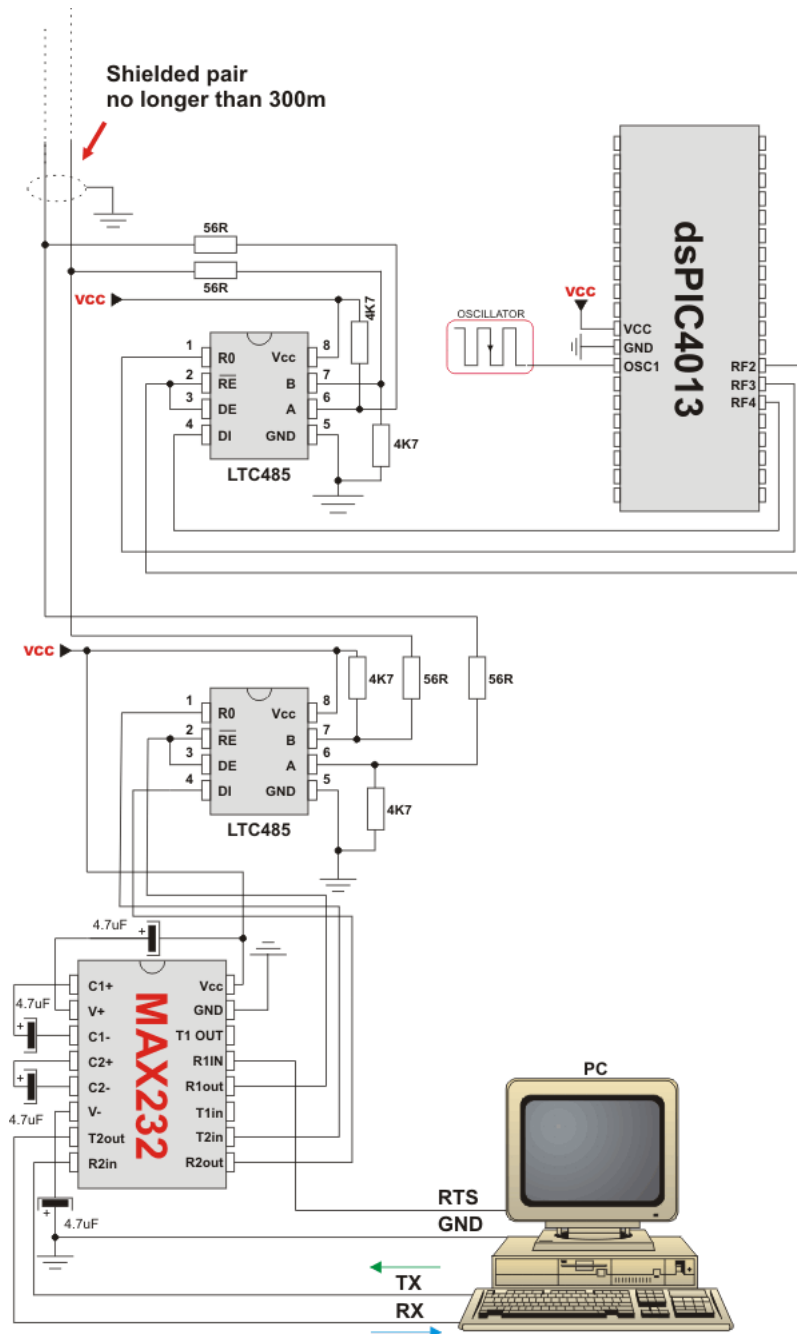 Shielded pair
no longer than 300m
56R
56R
vcc
4K7
1
R0
Vcc
8
2
RE
B
7
3
DE
A
6
4
DI
GND
5
4K7
LTC485
OSCILLATOR
vcc
VCC
GND
OSC1
dsPIC4013
RF2
RF3
RF4
vcc
4K7
56R
56R
1
R0
Vcc
8
2
RE
B
7
3
DE
A
6
4
DI
GND
5
4K7
LTC485
4.7uF
+
MAX232
C1+
Vcc
4.7uF
V+
GND
+
C1-
T1 OUT
C2+
R1IN
+
C2-
R1out
4.7uF
V-
T1in
T2out
T2in
R2in
R2out
+
4.7uF
PC
RTS
GND
TX
RX